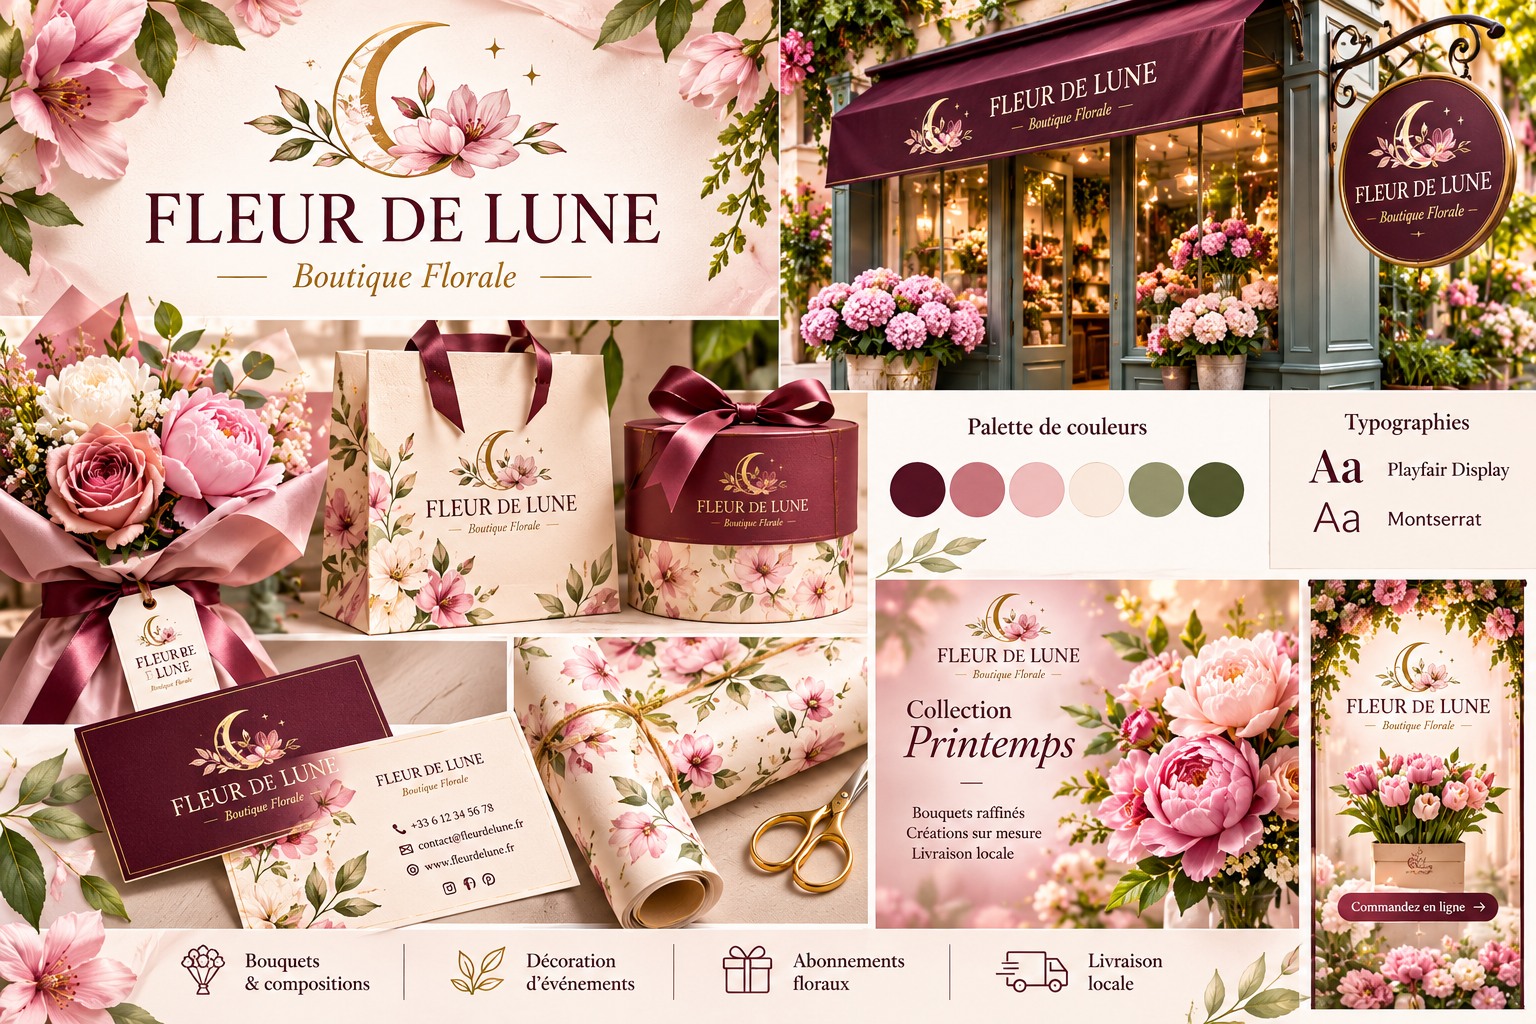 FLEUR DE LUNE
Boutique Florale
FLEUR DE LUNE
Boutique Florale
FLEUR DE LUNE
Boutique Florale
FLEUR DE LUNE
Boutique Florale
FLEUR DE LUNE
Boutique Florale
Palette de couleurs
Typographies
Aa Playfair Display
Aa Montserrat
LUNE
Boutique Florale
FLEUR DE LUNE
Boutique Florale
FLEUR DE LUNE
Boutique Florale
+33 6 12 34 56 78
contact@fleurdelune.fr
www.fleurdelune.fr
FLEUR DE LUNE
Boutique Florale
Collection
Printemps
Bouquets raffinés
Créations sur mesure
Livraison locale
FLEUR DE LUNE
Boutique Florale
Commandez en ligne →
Bouquets
& compositions
Décoration
d'événements
Abonnements
floraux
Livraison
locale